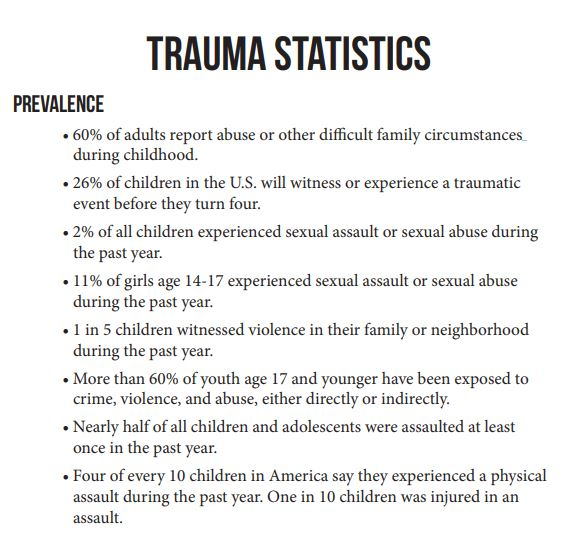 TRAUMA STATISTICS
PREVALENCE
• 60% of adults report abuse or other difficult family circumstances
during childhood.
• 26% of children in the U.S. will witness or experience a traumatic
event before they turn four.
• 2% of all children experienced sexual assault or sexual abuse during
the past year.
• 11% of girls age 14-17 experienced sexual assault or sexual abuse
during the past year.
• 1 in 5 children witnessed violence in their family or neighborhood
during the past year.
• More than 60% of youth age 17 and younger have been exposed to
crime, violence, and abuse, either directly or indirectly.
• Nearly half of all children and adolescents were assaulted at least
once in the past year.
• Four of every 10 children in America say they experienced a physical
assault during the past year. One in 10 children was injured in an
assault.